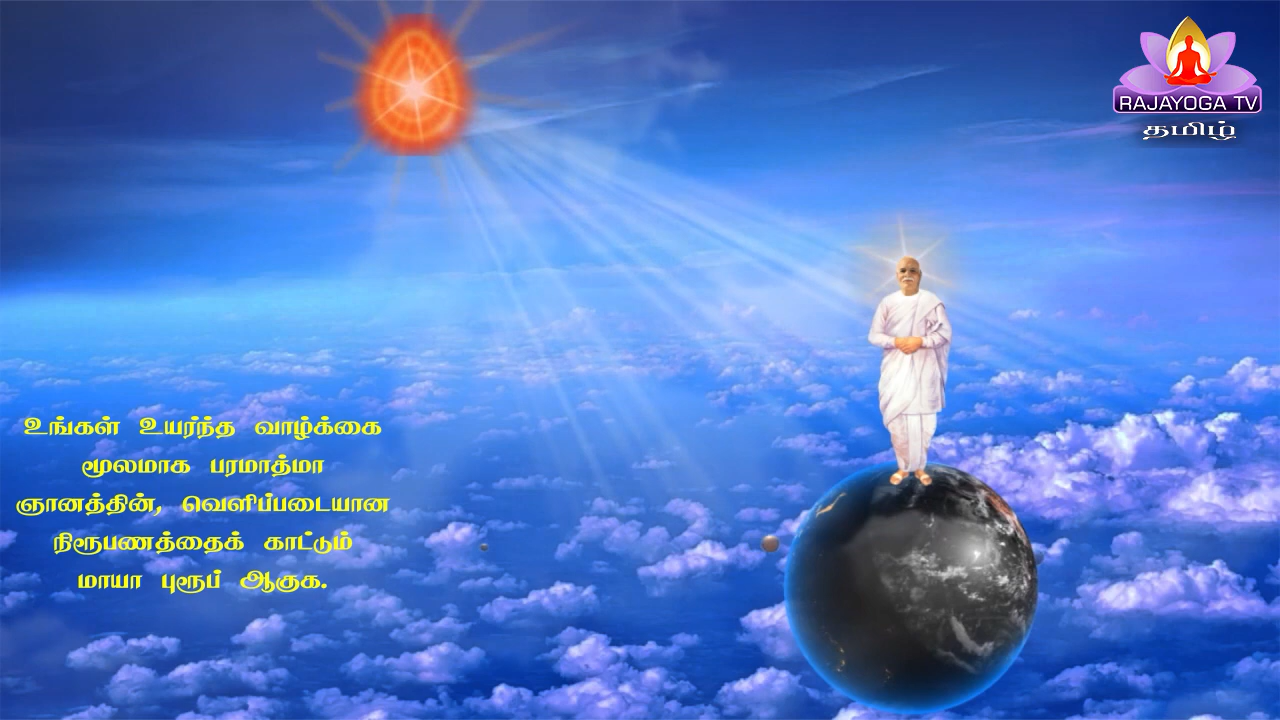 RAJAYOGA TV
தமிழ்
உங்கள் உயர்ந்த வாழ்க்கை
மூலமாக பரமாத்மா
ஞானத்தின், வெளிப்படையான
நிரூபணத்தைக் காட்டும்
மாயா புரூப் ஆகுக.